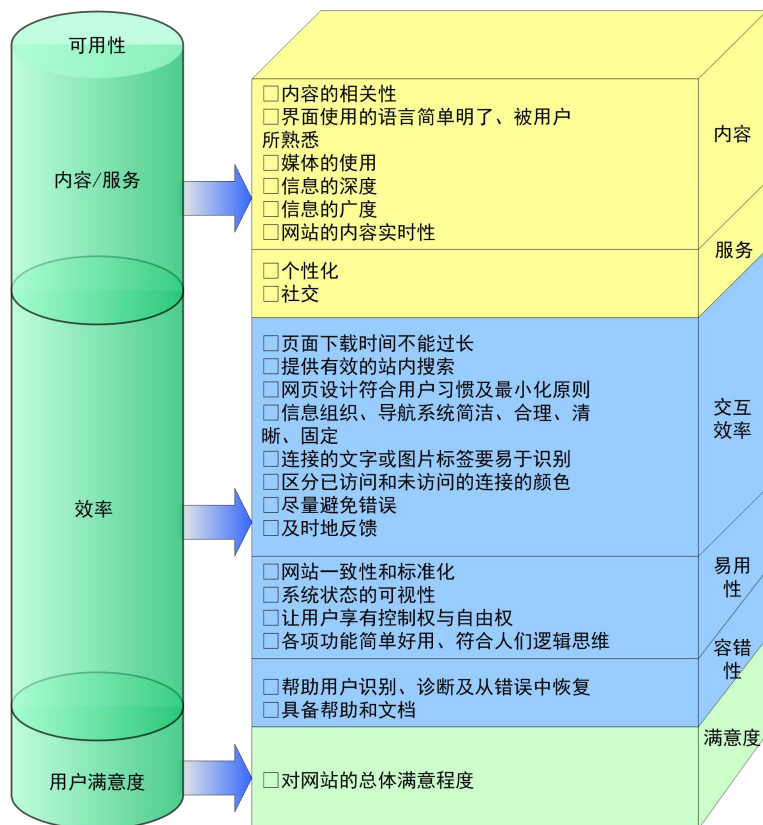 可用性
内容/服务
效率
用户满意度
□内容的相关性
□界面使用的语言简单明了、被用户
所熟悉
□媒体的使用
□信息的深度
□信息的广度
□网站的内容实时性
内容
□个性化
□社交
服务
□页面下载时间不能过长
□提供有效的站内搜索
□网页设计符合用户习惯及最小化原则
□信息组织、导航系统简洁、合理、清
晰、固定
□连接的文字或图片标签要易于识别
□区分已访问和未访问的连接的颜色
□尽量避免错误
□及时地反馈
交互
效率
□网站一致性和标准化
□系统状态的可视性
□让用户享有控制权与自由权
□各项功能简单好用、符合人们逻辑思维
易用
性
□帮助用户识别、诊断及从错误中恢复
□具备帮助和文档
容错
性
□对网站的总体满意程度
满意度